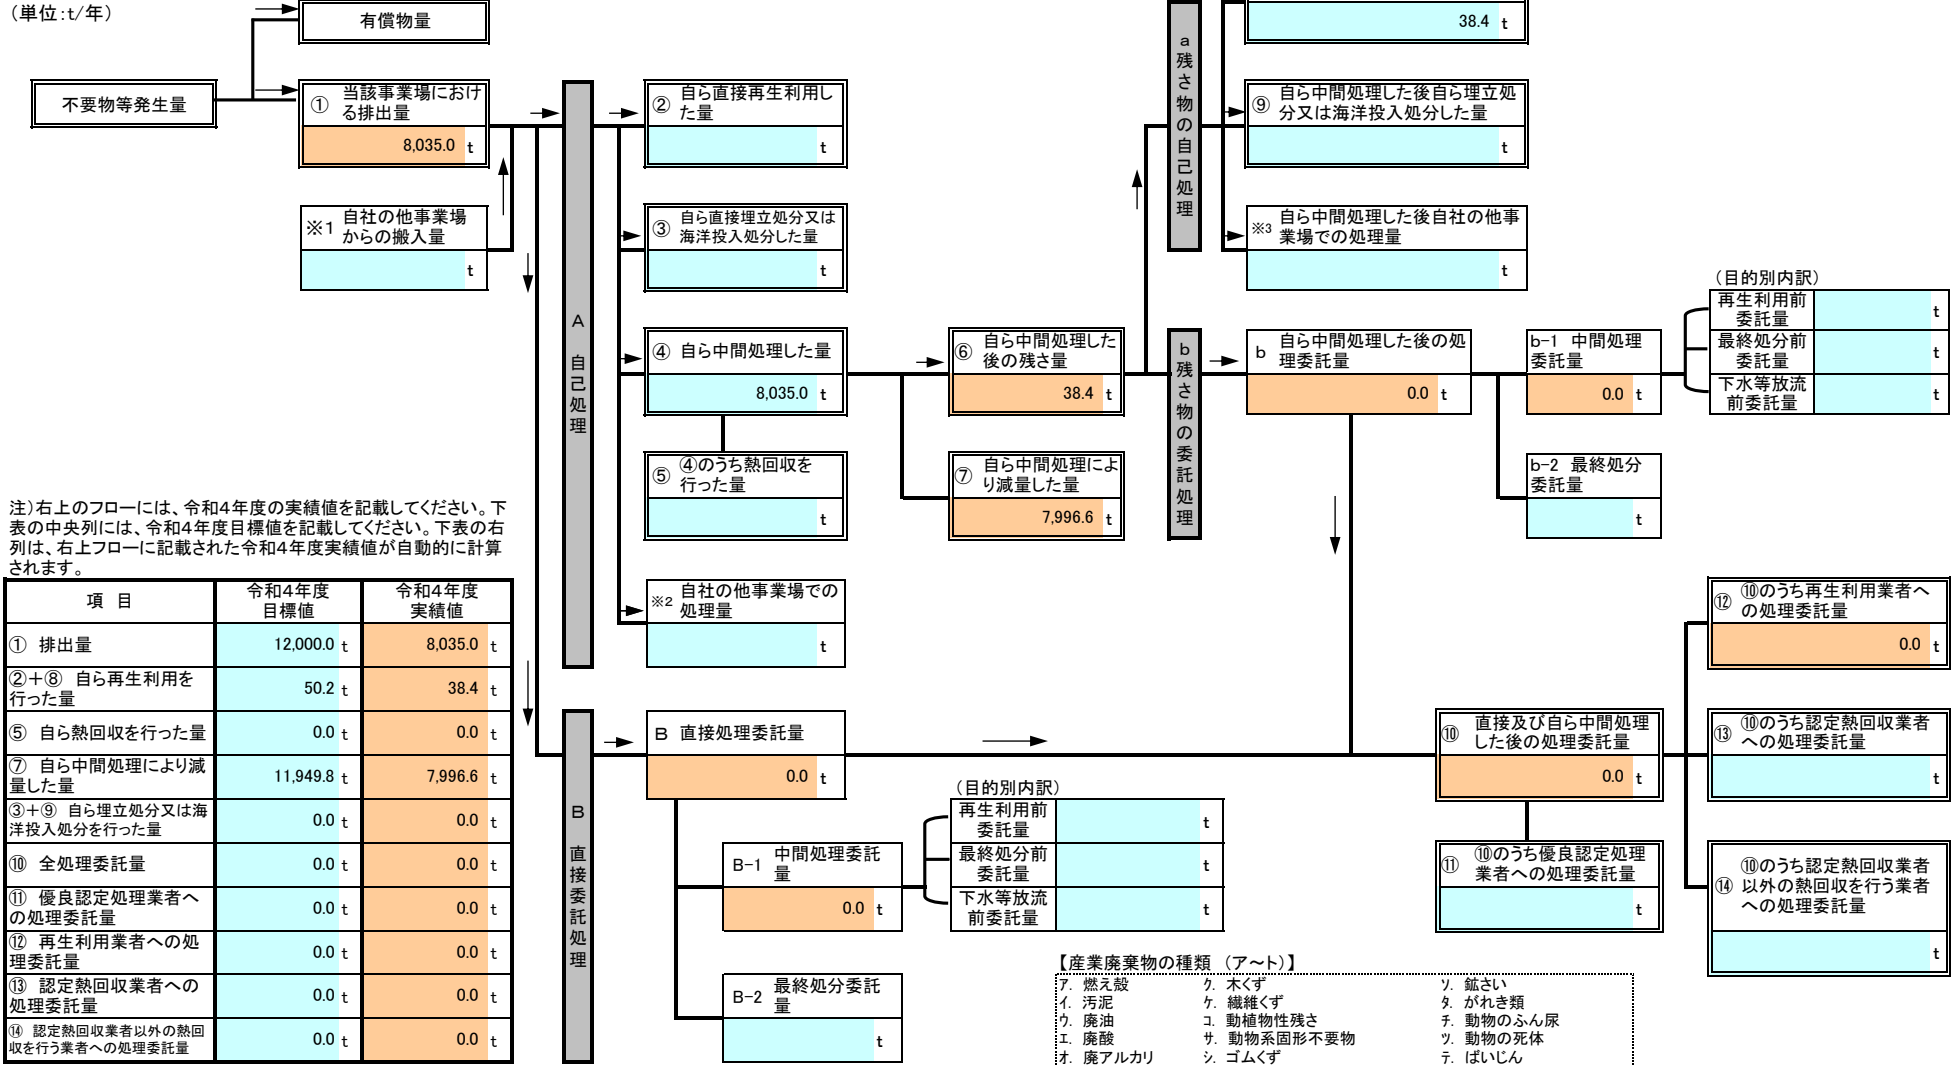 （単位:t/年）
有償物量
38.4 t
不要物等発生量
① 当該事業場におけ
る排出量
8,035.0 t
② 自ら直接再生利用し
た量
t
a 残さ物の自己処理
⑨ 自ら中間処理した後自ら埋立処
分又は海洋投入処分した量
t
※1 自社の他事業場
からの搬入量
t
③ 自ら直接埋立処分又は
海洋投入処分した量
t
※3 自ら中間処理した後自社の他事
業場での処理量
t
A 自己処理
④ 自ら中間処理した量
8,035.0 t
⑥ 自ら中間処理した
後の残さ量
38.4 t
b 残さ物の委託処理
b 自ら中間処理した後の処
理委託量
0.0 t
b-1 中間処理
委託量
0.0 t
（目的別内訳）
再生利用前
委託量
t
最終処分前
委託量
t
下水等放流
前委託量
t
⑤ ④のうち熱回収を
行った量
t
⑦ 自ら中間処理によ
り減量した量
7,996.6 t
b-2 最終処分
委託量
t
注)右上のフローには、令和4年度の実績値を記載してください。下
表の中央列には、令和4年度目標値を記載してください。下表の右
列は、右上フローに記載された令和4年度実績値が自動的に計算
されます。
項 目
令和4年度
目標値
令和4年度
実績値
① 排出量 12,000.0 t 8,035.0 t
②+⑧ 自ら再生利用を
行った量 50.2 t 38.4 t
⑤ 自ら熱回収を行った量 0.0 t 0.0 t
⑦ 自ら中間処理により減
量した量 11,949.8 t 7,996.6 t
③+⑨ 自ら埋立処分又は海
洋投入処分を行った量 0.0 t 0.0 t
⑩ 全処理委託量 0.0 t 0.0 t
⑪ 優良認定処理業者へ
の処理委託量 0.0 t 0.0 t
⑫ 再生利用業者への処
理委託量 0.0 t 0.0 t
⑬ 認定熱回収業者への
処理委託量 0.0 t 0.0 t
⑭ 認定熱回収業者以外の熱回
収を行う業者への処理委託量 0.0 t 0.0 t
※2 自社の他事業場での
処理量
t
B 直接委託処理
B 直接処理委託量
0.0 t
B-1 中間処理委託
量
0.0 t
（目的別内訳）
再生利用前
委託量
t
最終処分前
委託量
t
下水等放流
前委託量
t
B-2 最終処分委託
量
t
⑩ 直接及び自ら中間処理
した後の処理委託量
0.0 t
⑪ ⑩のうち優良認定処理
業者への処理委託量
t
⑫ ⑩のうち再生利用業者へ
の処理委託量
0.0 t
⑬ ⑩のうち認定熱回収業者
への処理委託量
t
⑭ ⑩のうち認定熱回収業者
以外の熱回収を行う業者
への処理委託量
t
【産業廃棄物の種類 （ア〜ト）】
ア. 燃え殻 ク. 木くず ソ. 鉱さい
イ. 汚泥 ケ. 繊維くず タ. がれき類
ウ. 廃油 コ. 動植物性残さ チ. 動物のふん尿
エ. 廃酸 サ. 動物系固形不要物 ツ. 動物の死体
オ. 廃アルカリ シ. ゴムくず テ. ばいじん